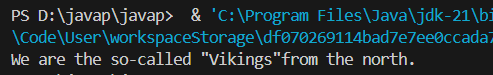 PS D:\javap\javap>  & 'C:\Program Files\Java\jdk-21\bi
\Code\User\workspaceStorage\df070269114bad7e7ee0ccada7
We are the so-called "Vikings"from the north.